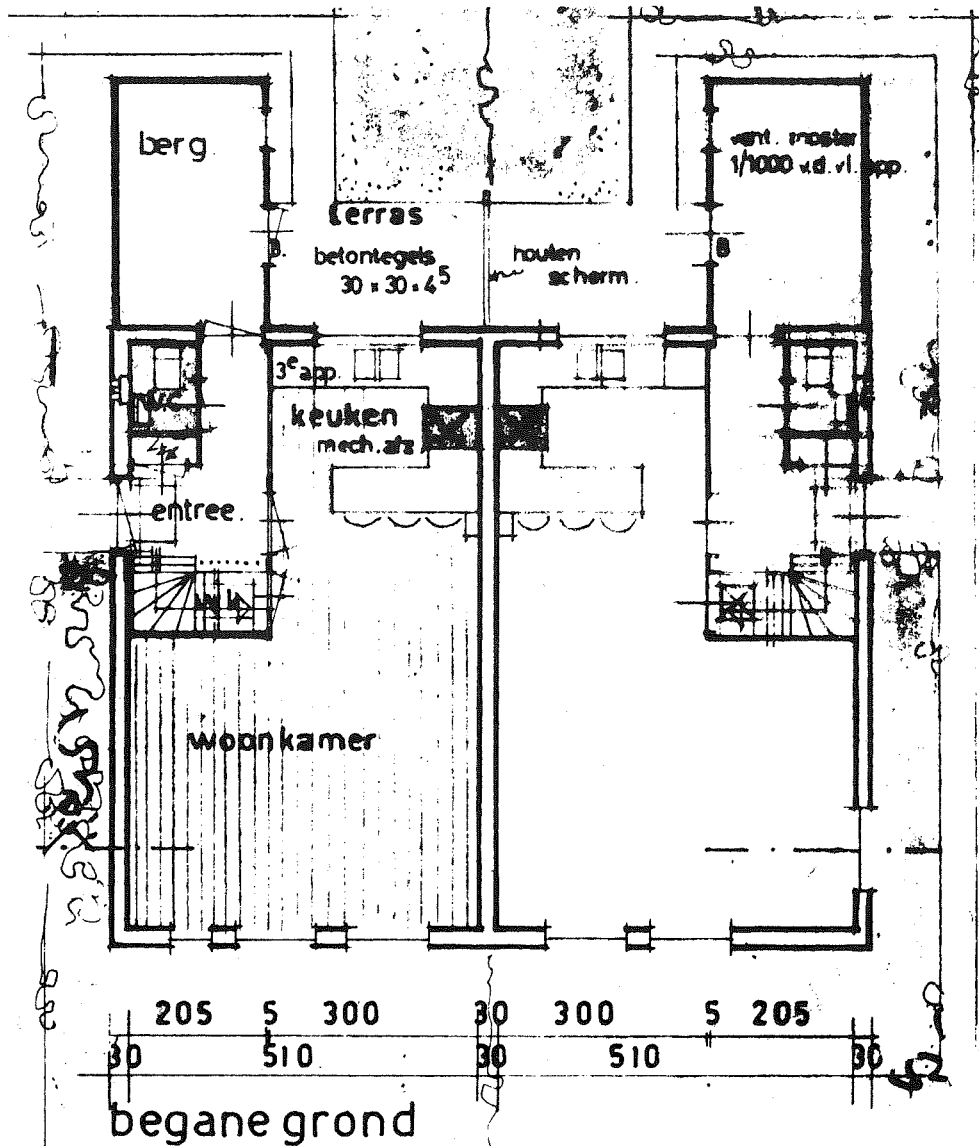 berg
vent. rooster
1/1000 v.d. vl. opp.
terras
B.
betontegels
30 × 30 × 4⁵
houten
scherm
B
3ᵉ app.
keuken
mech. afz
wc
entree
woonkamer
205 5 300 30 300 5 205
30 510 30 510 30
begane grond